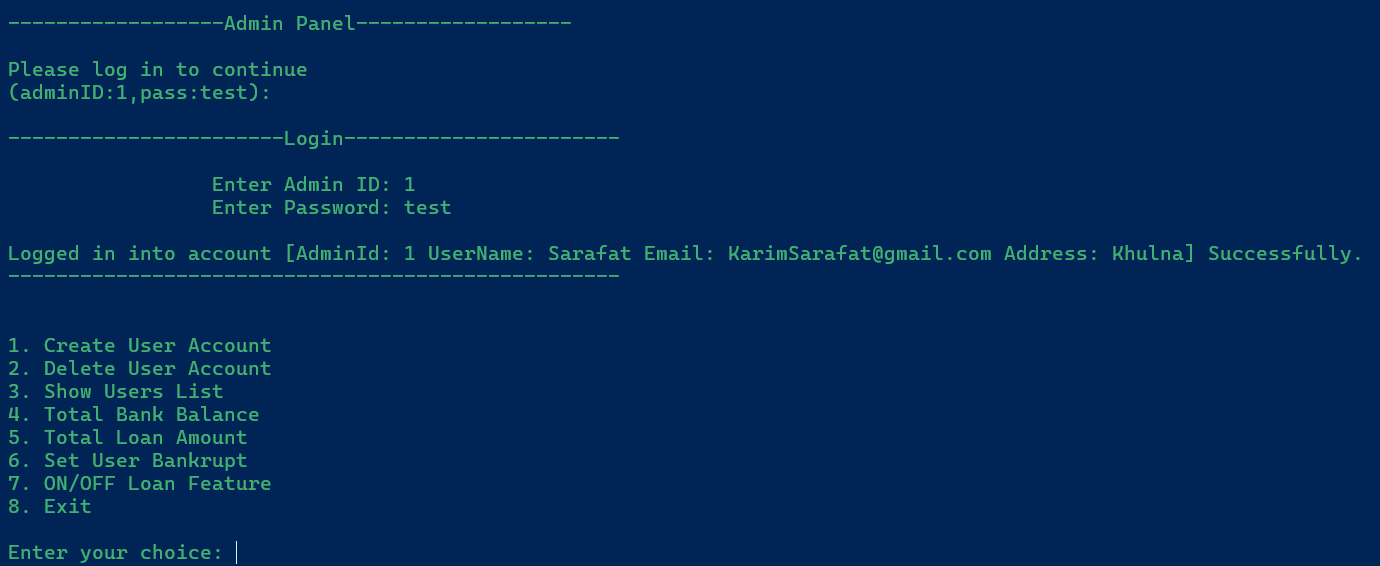 ------------------Admin Panel------------------
Please log in to continue
(adminID:1,pass:test):
-----------------------Login-----------------------
Enter Admin ID: 1
Enter Password: test
Logged in into account [AdminId: 1 UserName: Sarafat Email: KarimSarafat@gmail.com Address: Khulna] Successfully.
---------------------------------------------------
1. Create User Account
2. Delete User Account
3. Show Users List
4. Total Bank Balance
5. Total Loan Amount
6. Set User Bankrupt
7. ON/OFF Loan Feature
8. Exit
Enter your choice: